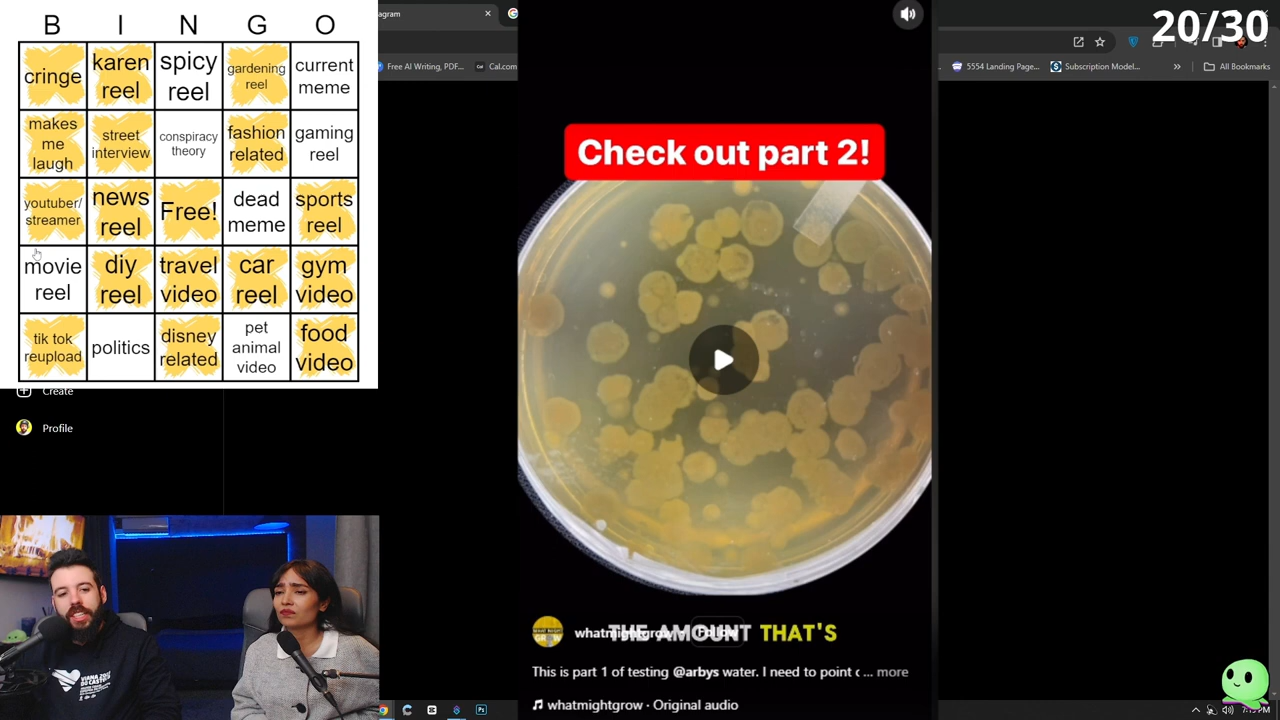 B I N G O
cringe
karen
reel
spicy
reel
gardening
reel
current
meme
makes
me
laugh
street
interview
conspiracy
theory
fashion
related
gaming
reel
youtuber/
streamer
news
reel
Free!
dead
meme
sports
reel
movie
reel
diy
reel
travel
video
car
reel
gym
video
tik tok
reupload
politics
disney
related
pet
animal
video
food
video
Create
Profile
agram
Free AI Writing, PDF...
Cal.com
20/30
5554 Landing Page...
Subscription Model...
All Bookmarks
Check out part 2!
THE AMOUNT THAT'S
whatmightgrow
This is part 1 of testing @arbys water. I need to point c ... more
whatmightgrow · Original audio